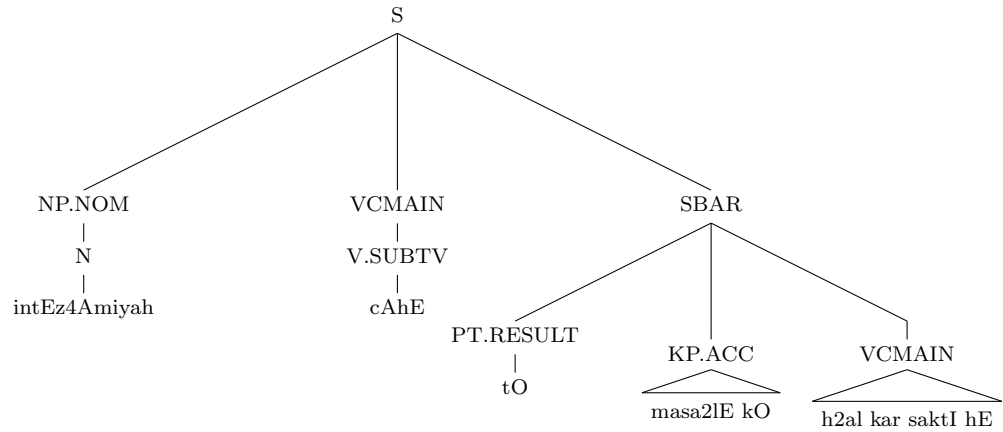 S
NP.NOM VCMAIN SBAR
N V.SUBTV
intEz4Amiyah cAhE
PT.RESULT KP.ACC VCMAIN
tO
masa2lE kO h2al kar saktI hE